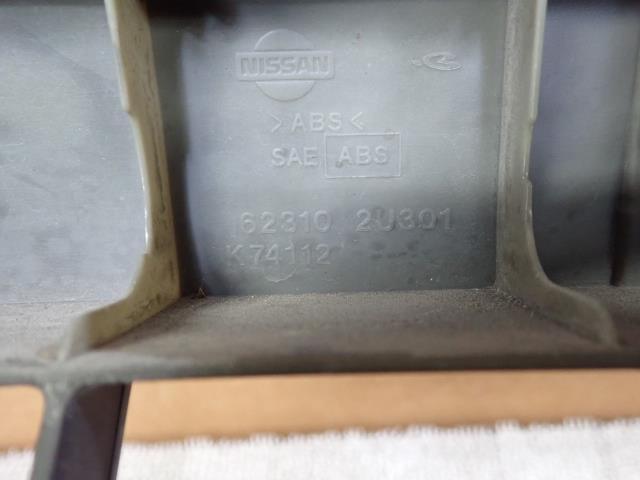 NISSAN
>ABS<
SAE ABS
62310 2U301
K74112